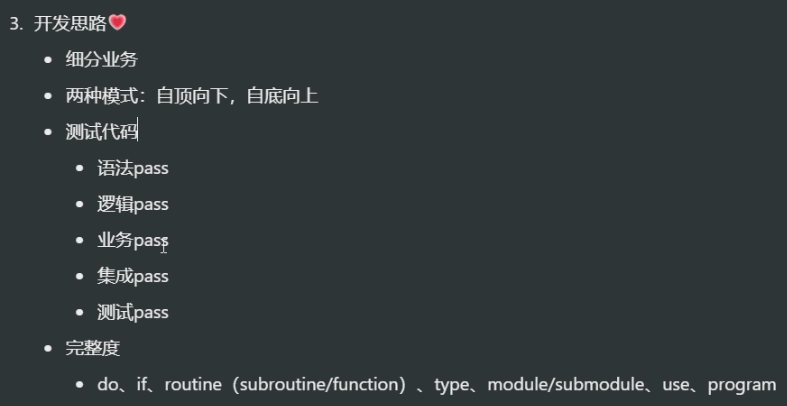 3. 开发思路❤
• 细分业务
• 两种模式：自顶向下，自底向上
• 测试代码
• 语法pass
• 逻辑pass
• 业务pass
• 集成pass
• 测试pass
• 完整度
• do、if、routine（subroutine/function）、type、module/submodule、use、program